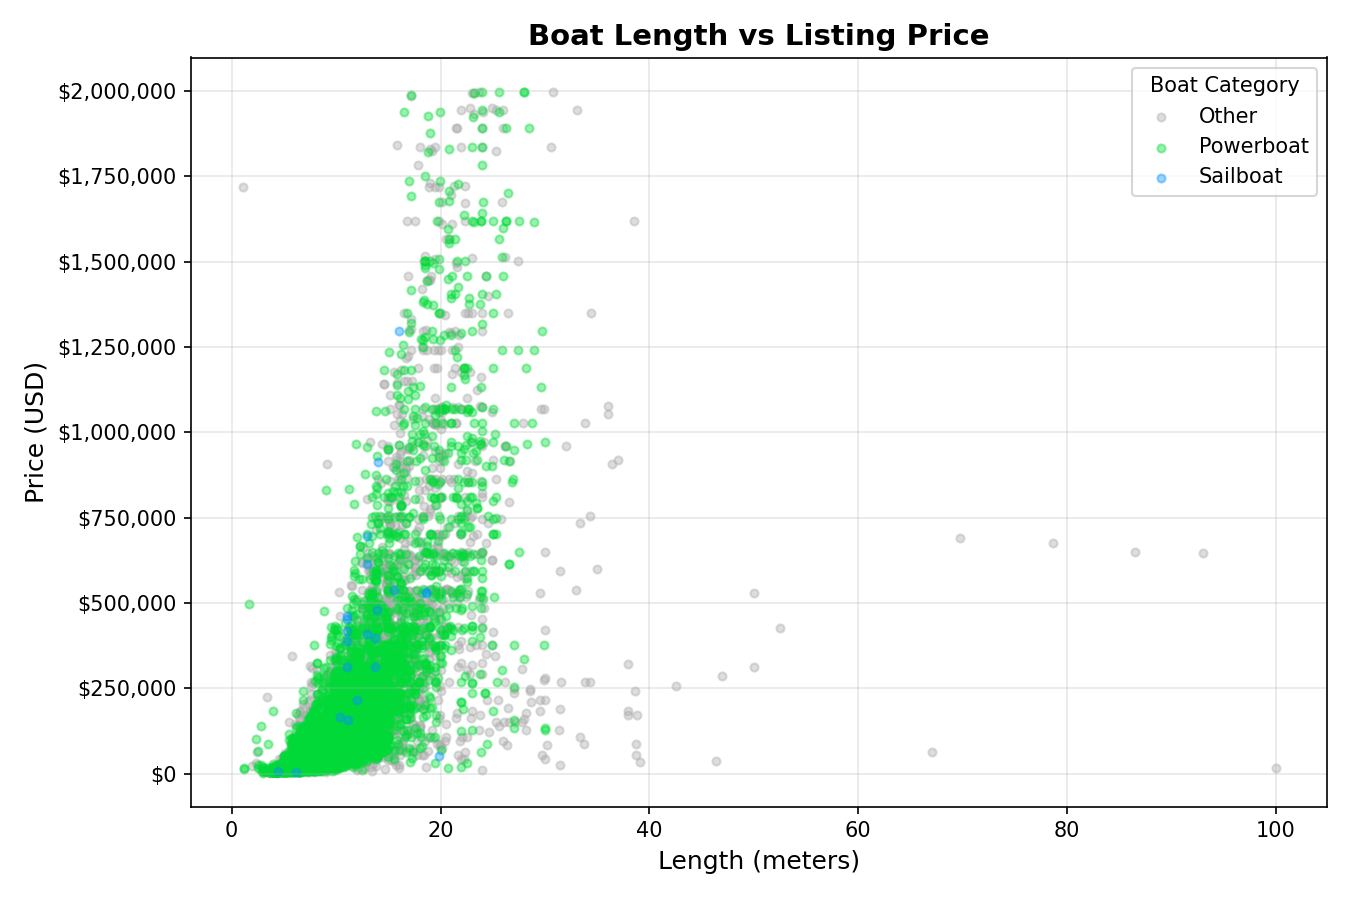 Boat Length vs Listing Price
Boat Category
Other
Powerboat
Sailboat
Price (USD)
$2,000,000
$1,750,000
$1,500,000
$1,250,000
$1,000,000
$750,000
$500,000
$250,000
$0
0 20 40 60 80 100
Length (meters)